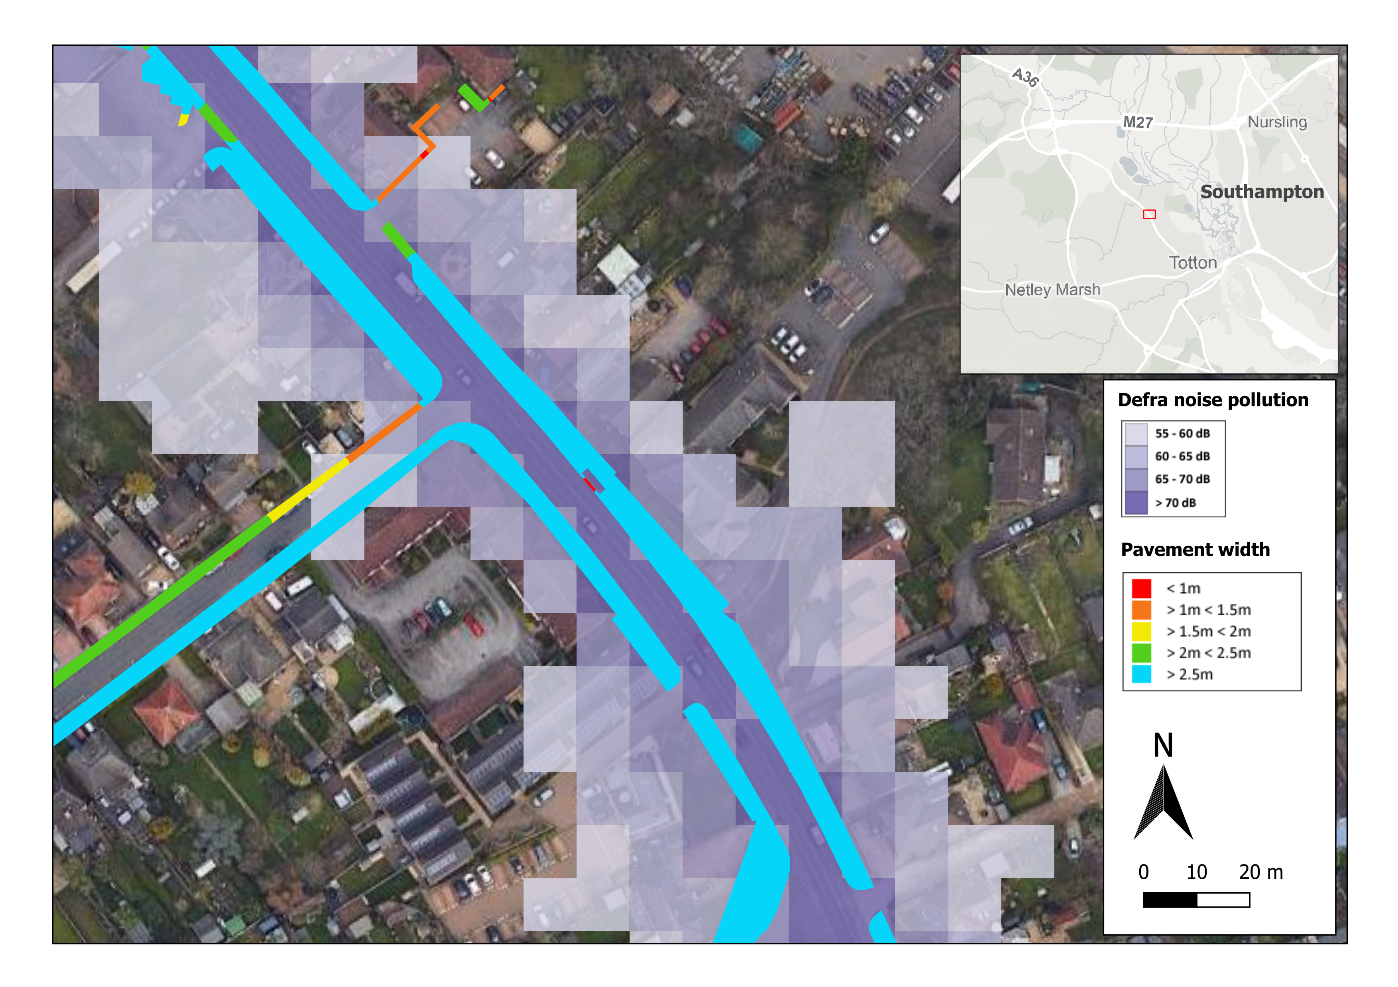 A36
M27
Nursling
Southampton
Totton
Netley Marsh
Defra noise pollution
55 - 60 dB
60 - 65 dB
65 - 70 dB
> 70 dB
Pavement width
< 1m
> 1m < 1.5m
> 1.5m < 2m
> 2m < 2.5m
> 2.5m
N
0 10 20 m